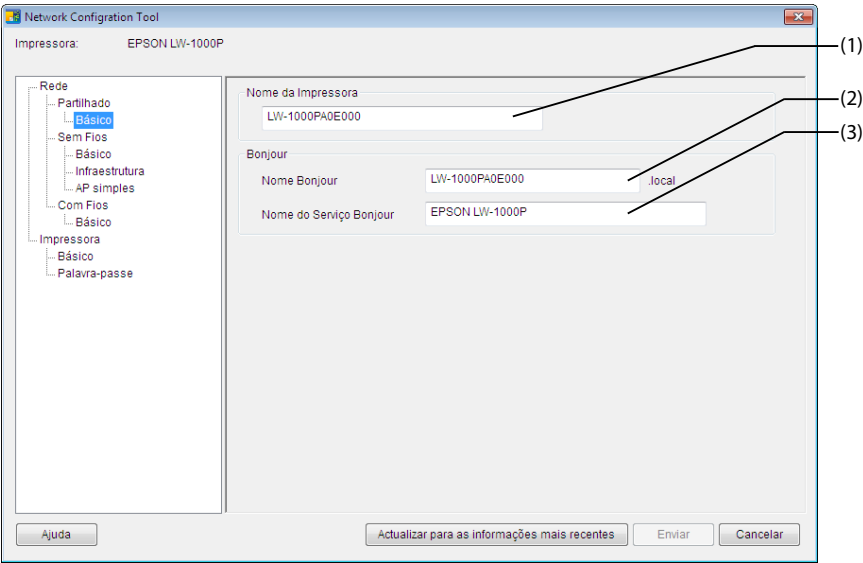 Network Configration Tool
Impressora: EPSON LW-1000P
(1)
Rede
Partilhado
Básico
Sem Fios
Básico
Infraestrutura
AP simples
Com Fios
Básico
Impressora
Básico
Palavra-passe
Nome da Impressora
LW-1000PA0E000
(2)
(3)
Bonjour
Nome Bonjour LW-1000PA0E000 .local
Nome do Serviço Bonjour EPSON LW-1000P
Ajuda Actualizar para as informações mais recentes Enviar Cancelar